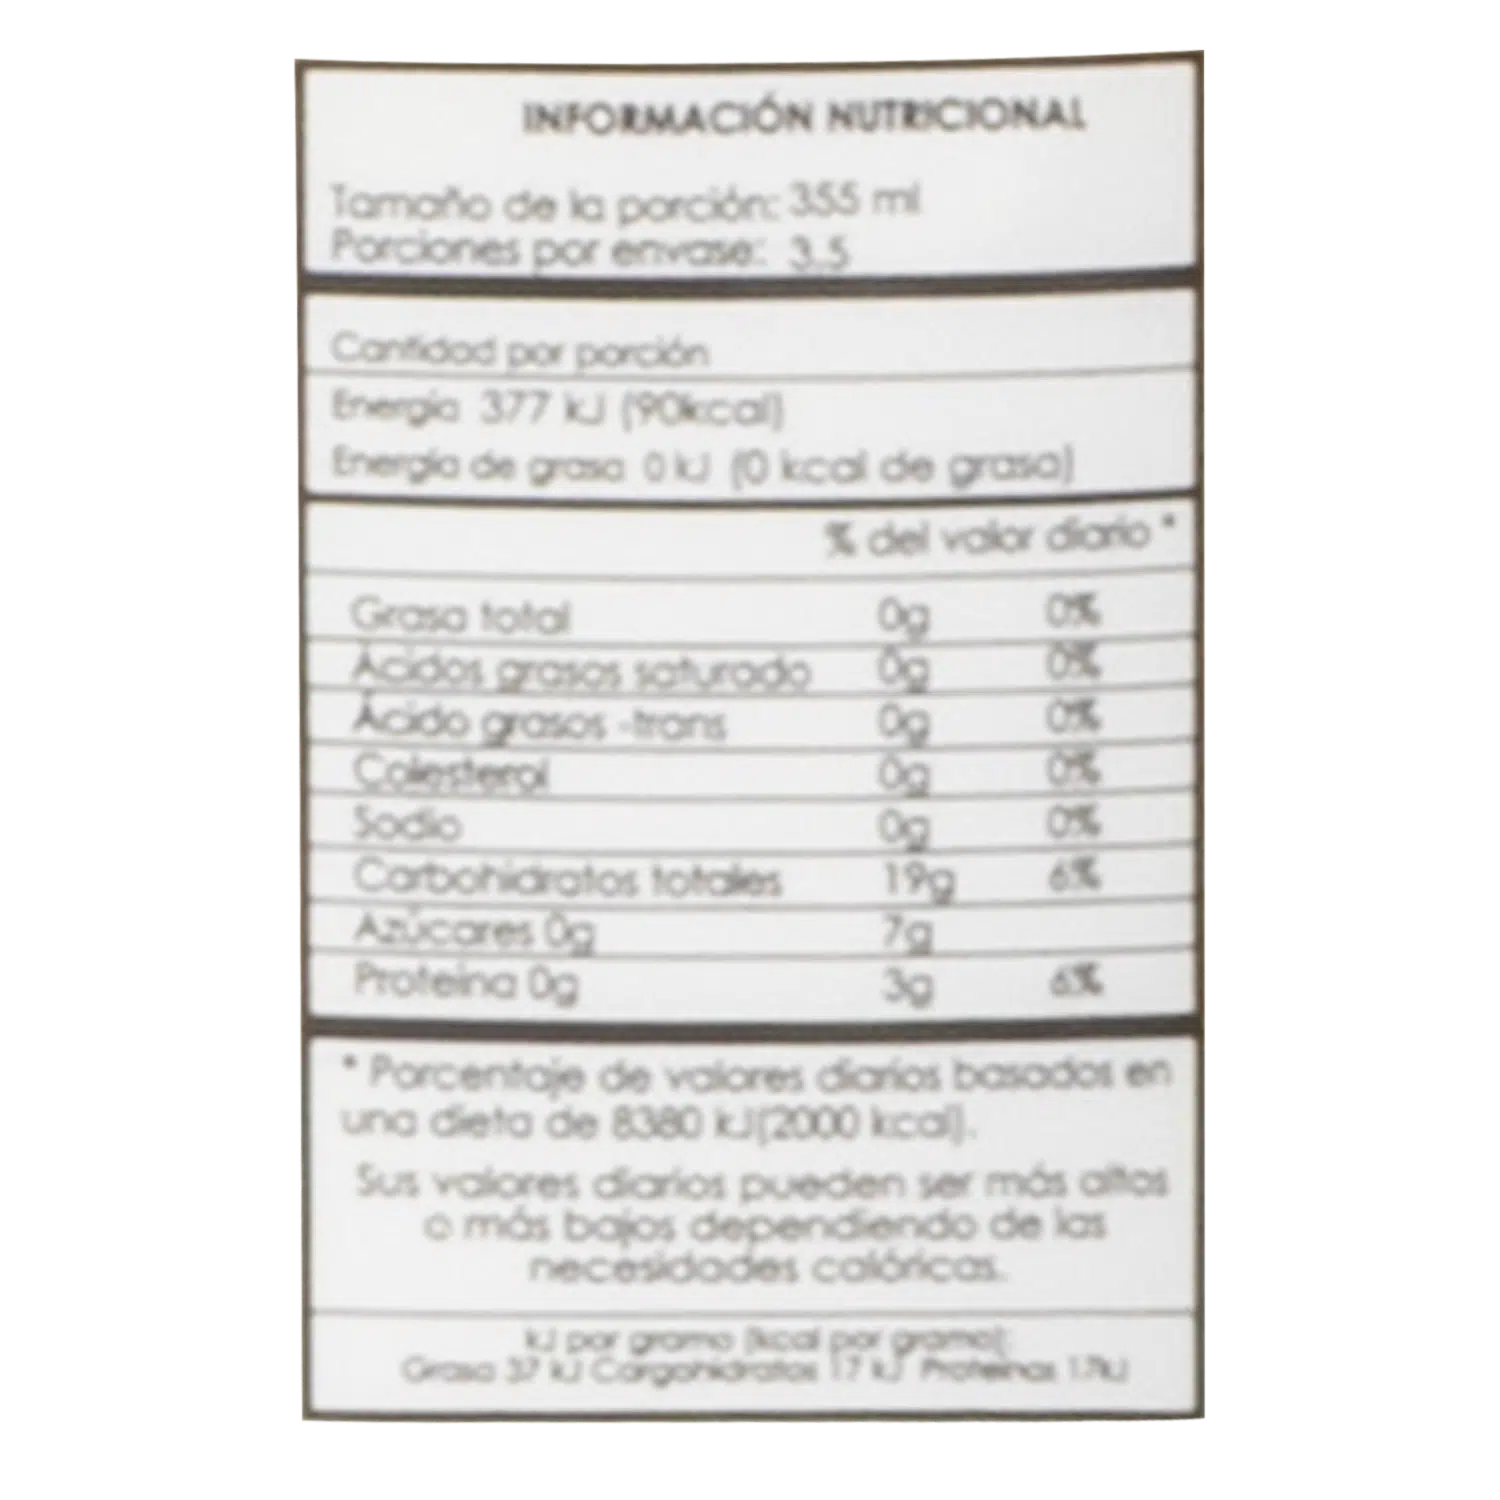 INFORMACIÓN NUTRICIONAL
Tamaño de la porción: 355 ml
Porciones por envase: 3.5
Cantidad por porción
Energía 377 kJ (90kcal)
Energía de grasa 0 kJ (0 kcal de grasa)
% del valor diario *
Grasa total 0g 0%
Ácidos grasos saturado 0g 0%
Ácido grasos -trans 0g 0%
Colesterol 0g 0%
Sodio 0g 0%
Carbohidratos totales 19g 6%
Azúcares 0g 7g
Proteína 0g 3g 6%
* Porcentaje de valores diarios basados en
una dieta de 8380 kJ(2000 kcal).
Sus valores diarios pueden ser más altos
o más bajos dependiendo de las
necesidades calóricas.
kJ por gramo (kcal por gramo):
Grasa 37 kJ Cargohidratos 17 kJ Proteínas 17kJ